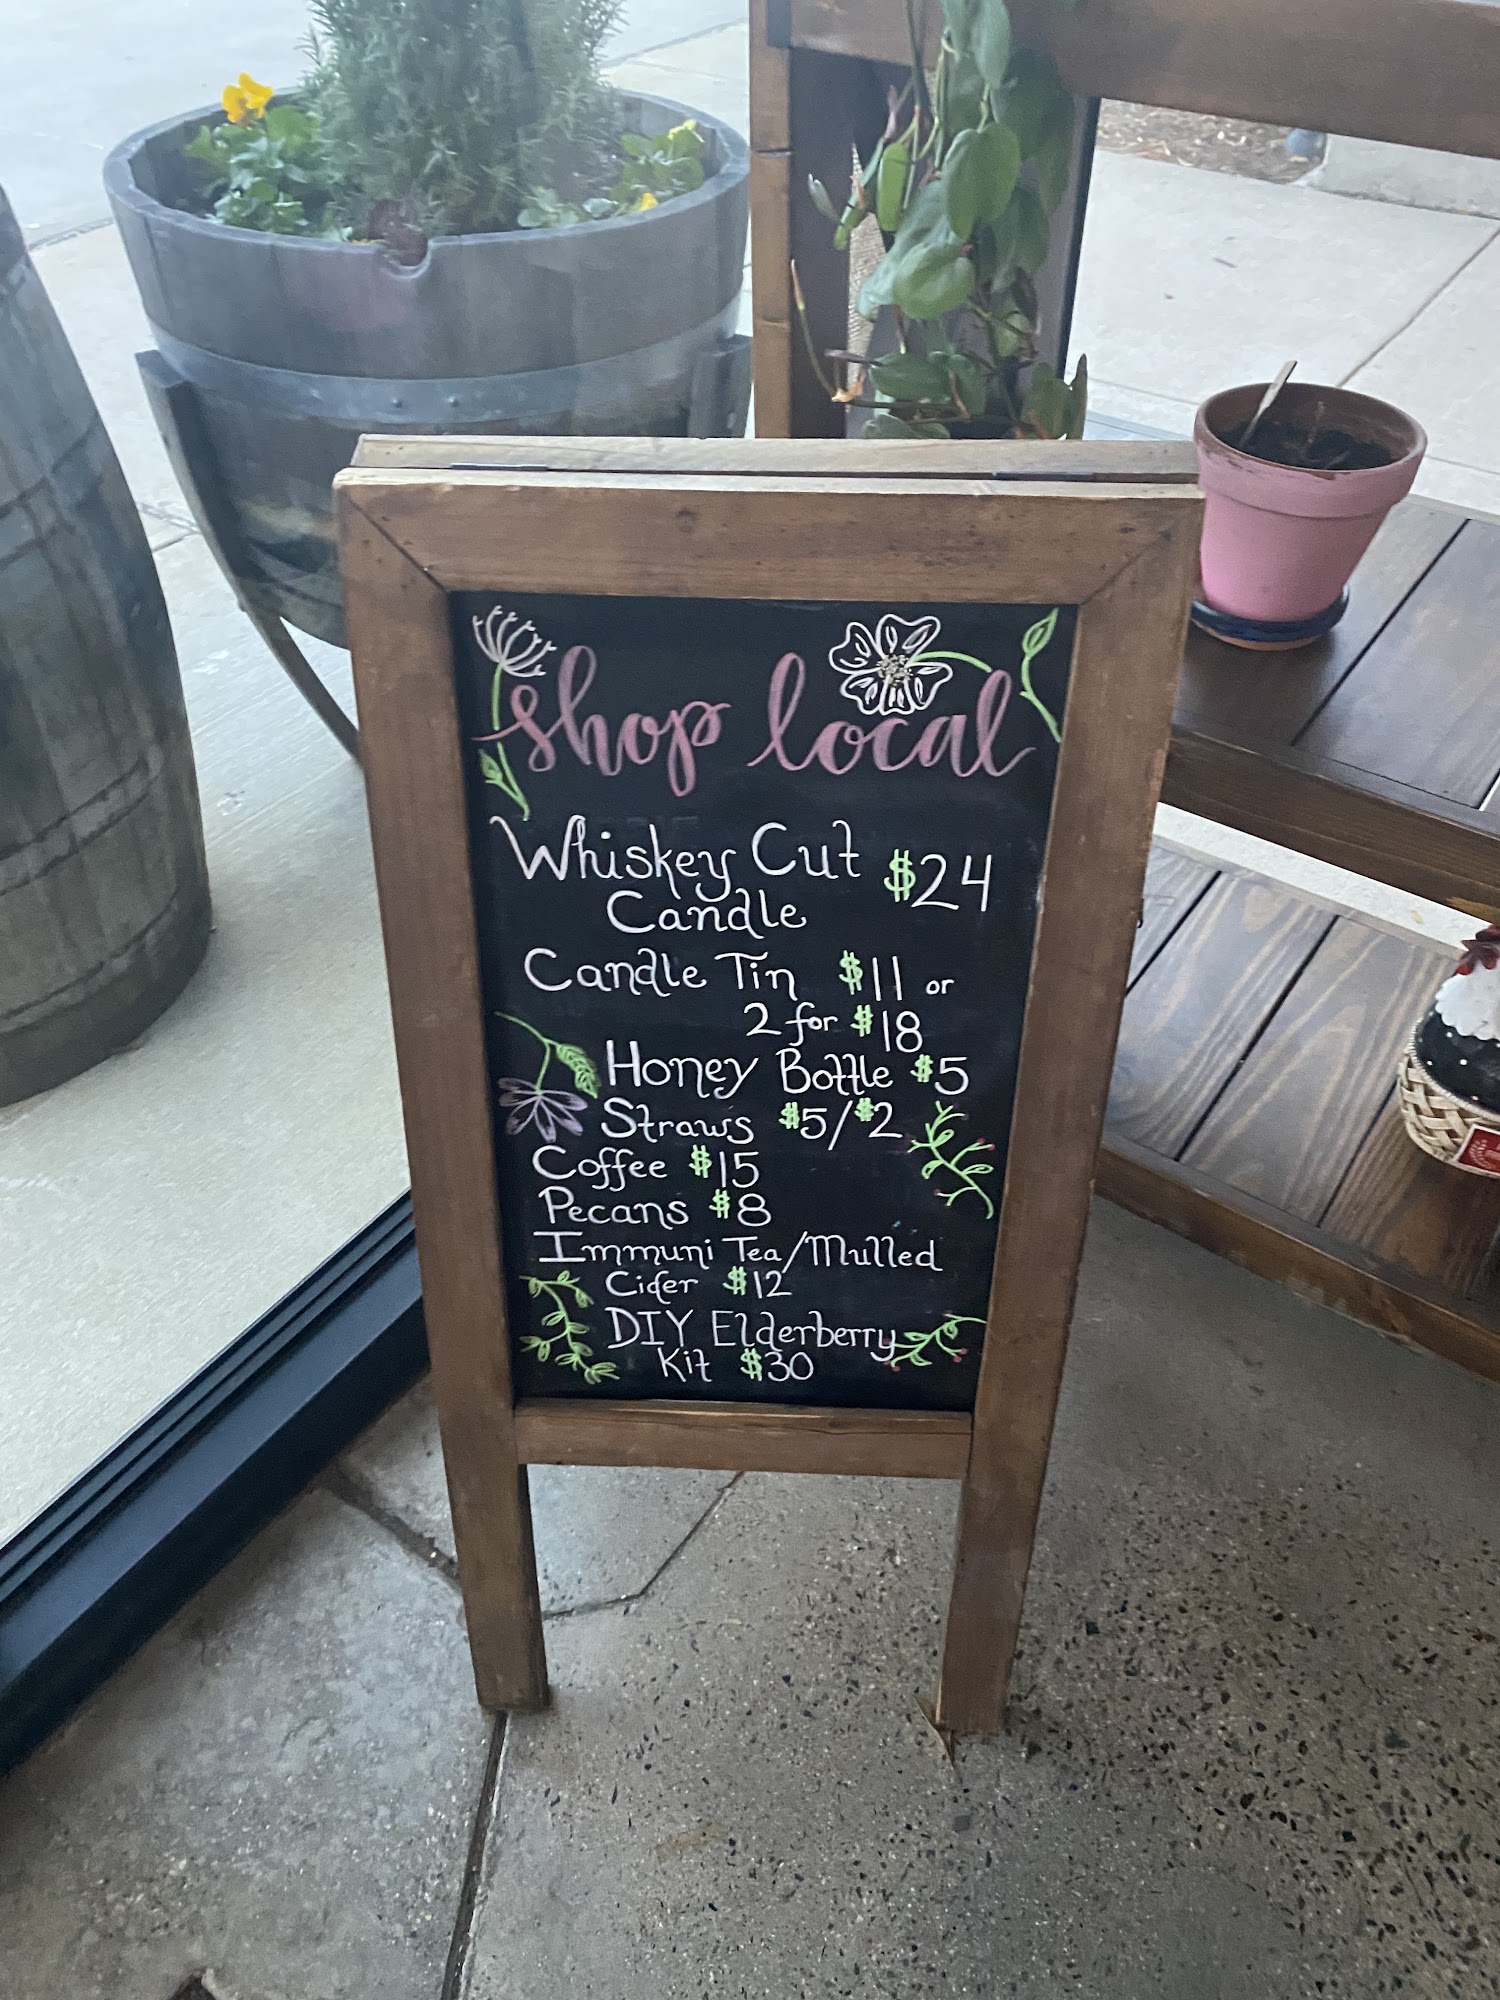 shop local
Whiskey Cut $24
Candle
Candle Tin $11 or
2 for $18
Honey Bottle $5
Straws $5/$2
Coffee $15
Pecans $8
Immuni Tea/Mulled
Cider $12
DIY Elderberry
Kit $30